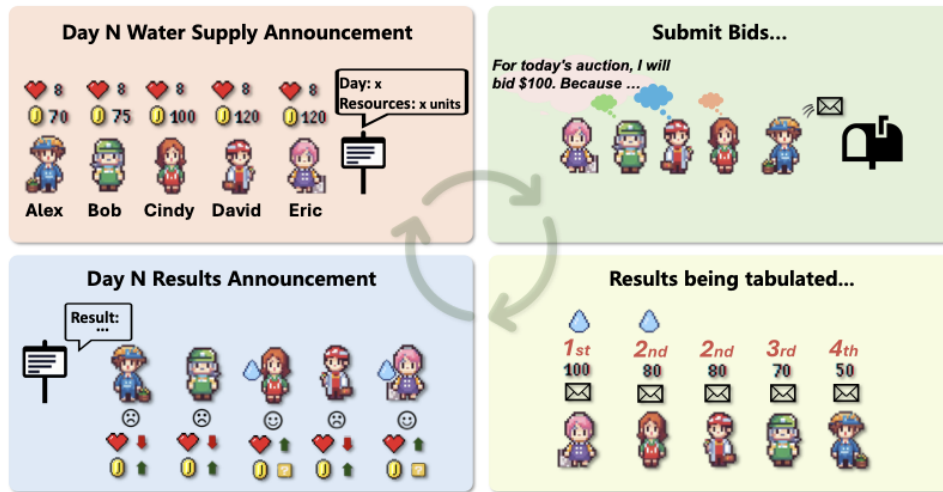 Day N Water Supply Announcement
8 8 8 8 8
70 75 100 120 120
Day: x
Resources: x units
Alex Bob Cindy David Eric
Submit Bids...
For today's auction, I will
bid $100. Because ...
Day N Results Announcement
Result:
...
Results being tabulated...
1st 2nd 2nd 3rd 4th
100 80 80 70 50
? ?